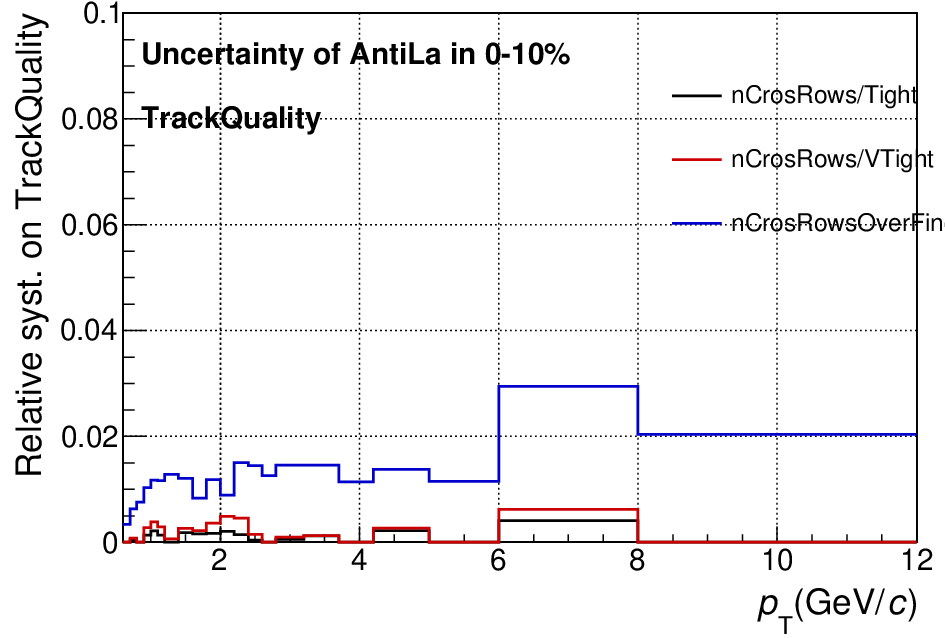 Relative syst. on TrackQuality
0.1
0.08
0.06
0.04
0.02
0
Uncertainty of AntiLa in 0-10%
TrackQuality
nCrosRows/Tight
nCrosRows/VTight
nCrosRowsOverFin
2 4 6 8 10 12
pT(GeV/c)